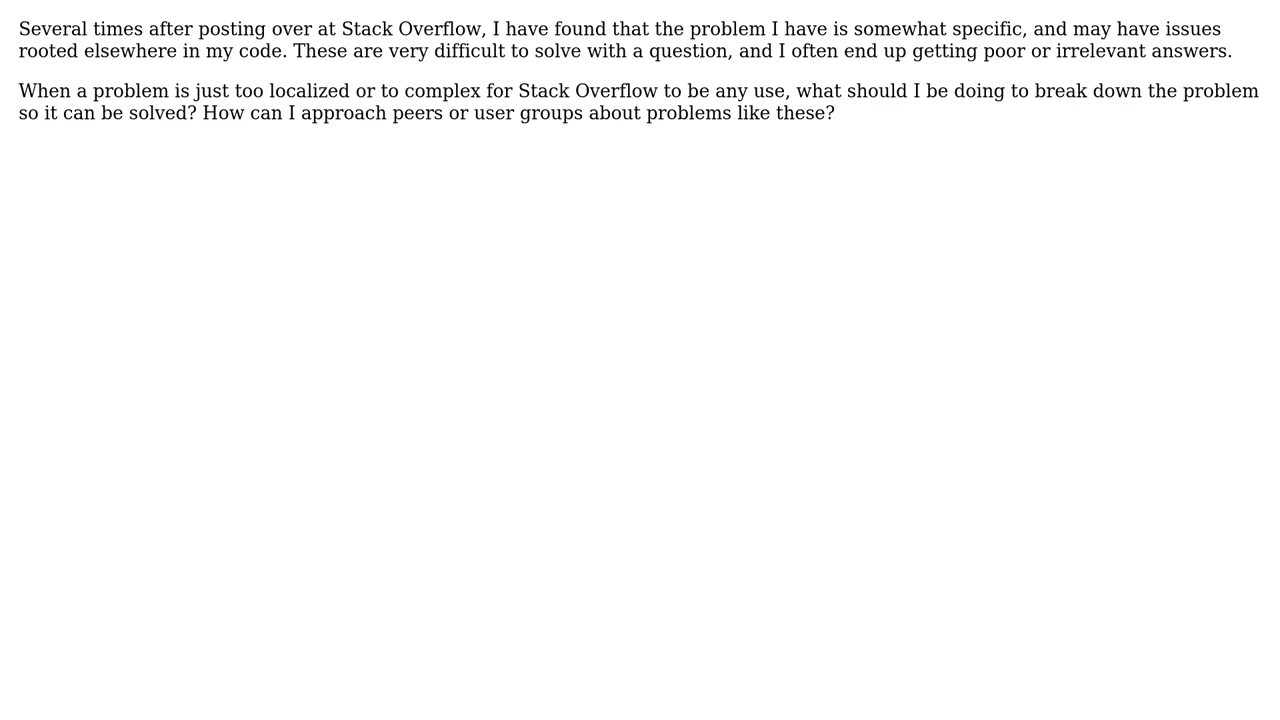 Several times after posting over at Stack Overflow, I have found that the problem I have is somewhat specific, and may have issues
rooted elsewhere in my code. These are very difficult to solve with a question, and I often end up getting poor or irrelevant answers.
When a problem is just too localized or to complex for Stack Overflow to be any use, what should I be doing to break down the problem
so it can be solved? How can I approach peers or user groups about problems like these?